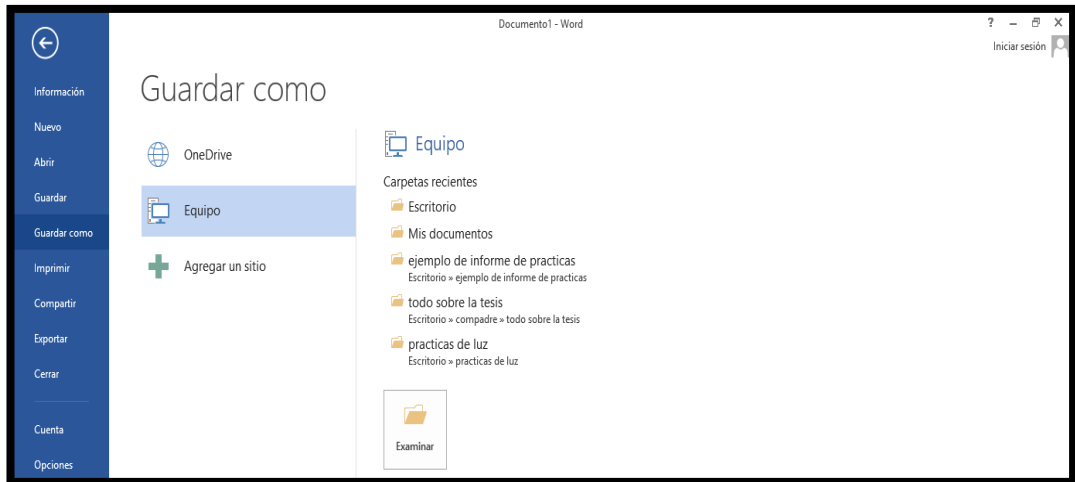 Documento1 - Word
? – X
Iniciar sesión
Información
Nuevo
Abrir
Guardar
Guardar como
Imprimir
Compartir
Exportar
Cerrar
Cuenta
Opciones
Guardar como
OneDrive
Equipo
Agregar un sitio
Equipo
Carpetas recientes
Escritorio
Mis documentos
ejemplo de informe de practicas
Escritorio » ejemplo de informe de practicas
todo sobre la tesis
Escritorio » compadre » todo sobre la tesis
practicas de luz
Escritorio » practicas de luz
Examinar